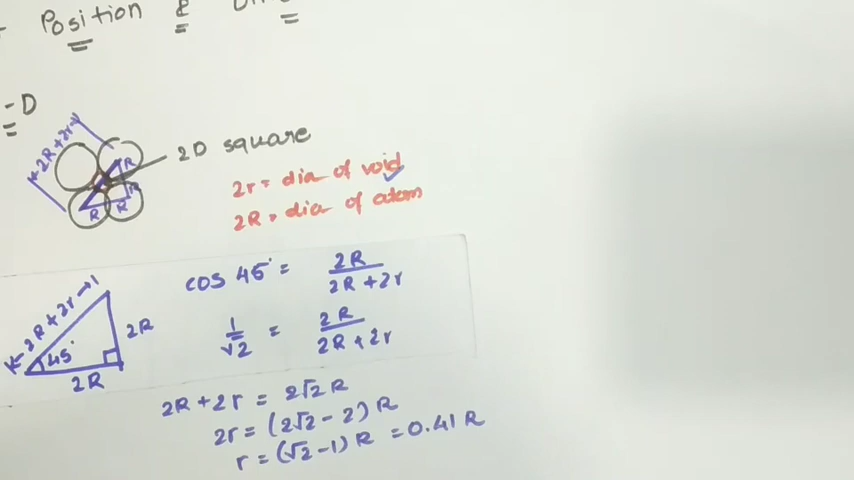 Position &
-D
2R+2r
R
R
R R
2D square
2r = dia of void
2R = dia of atom
2R+2r
45°
2R
2R
cos 45° = 2R / 2R+2r
1/√2 = 2R / 2R+2r
2R+2r = 2√2 R
2r = (2√2 - 2) R
r = (√2 - 1) R = 0.41 R